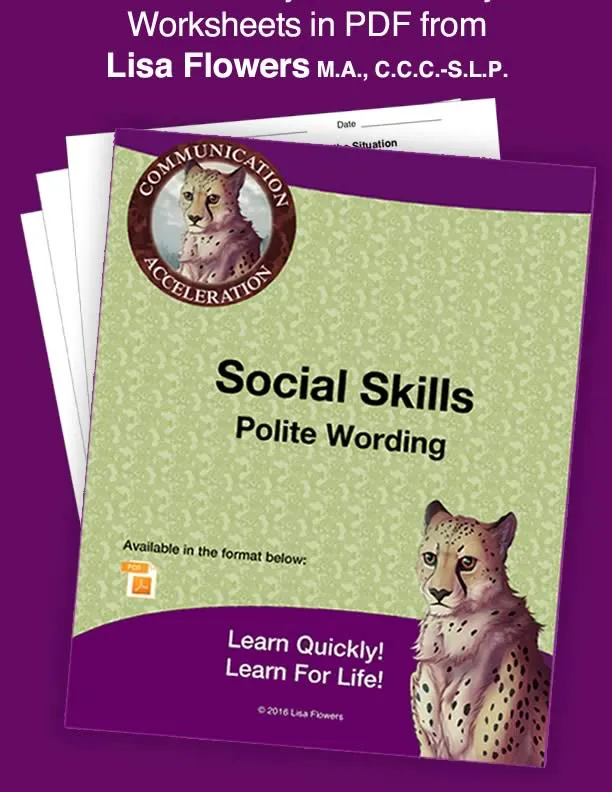 Worksheets in PDF from
Lisa Flowers M.A., C.C.C.-S.L.P.
Date
Situation
COMMUNICATION
ACCELERATION
Social Skills
Polite Wording
Available in the format below:
PDF
Learn Quickly!
Learn For Life!
© 2016 Lisa Flowers